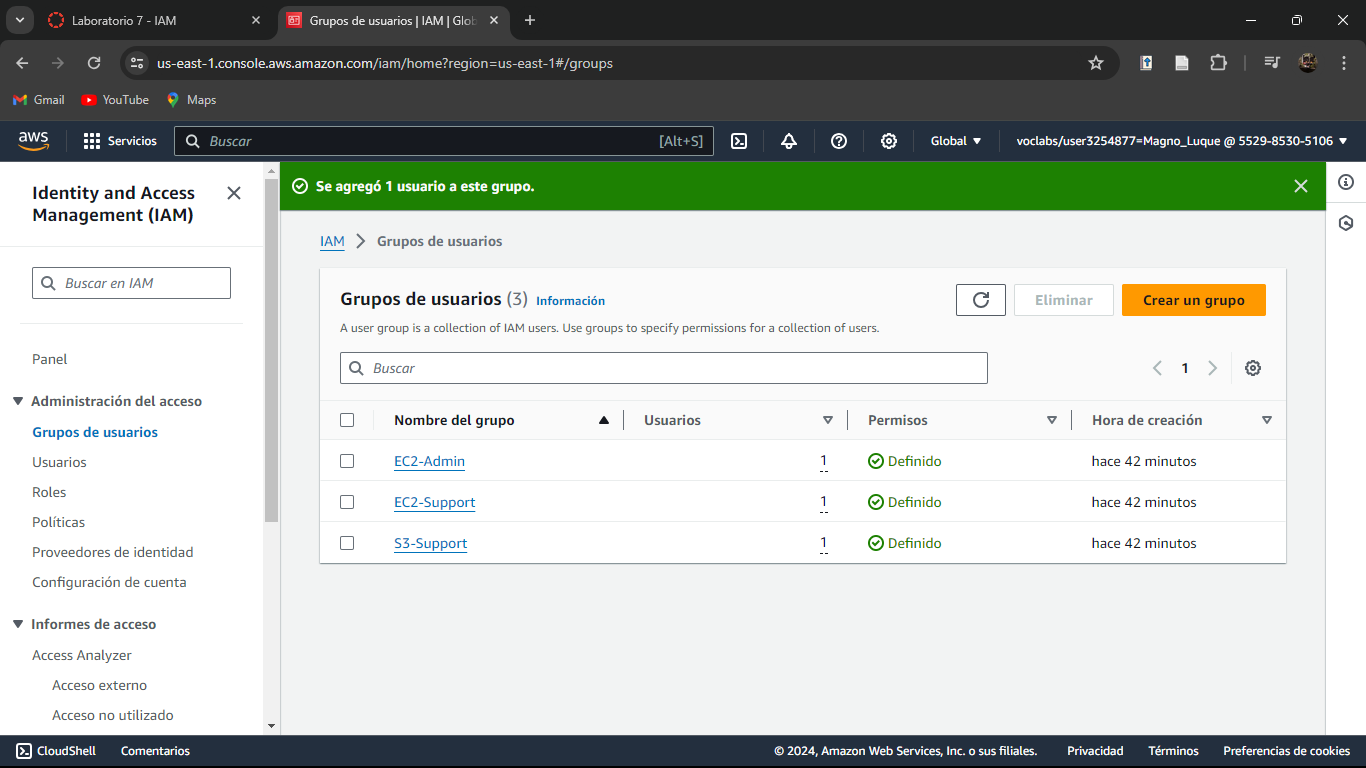 Laboratorio 7 - IAM
Grupos de usuarios | IAM | Glob
us-east-1.console.aws.amazon.com/iam/home?region=us-east-1#/groups
Gmail
YouTube
Maps
aws
Servicios
Buscar
[Alt+S]
Global
voclabs/user3254877=Magno_Luque @ 5529-8530-5106
Identity and Access
Management (IAM)
Buscar en IAM
Panel
Administración del acceso
Grupos de usuarios
Usuarios
Roles
Políticas
Proveedores de identidad
Configuración de cuenta
Informes de acceso
Access Analyzer
Acceso externo
Acceso no utilizado
Se agregó 1 usuario a este grupo.
IAM
Grupos de usuarios
Grupos de usuarios (3) Información
A user group is a collection of IAM users. Use groups to specify permissions for a collection of users.
Eliminar
Crear un grupo
Buscar
1
Nombre del grupo Usuarios Permisos Hora de creación
EC2-Admin 1 Definido hace 42 minutos
EC2-Support 1 Definido hace 42 minutos
S3-Support 1 Definido hace 42 minutos
CloudShell
Comentarios
© 2024, Amazon Web Services, Inc. o sus filiales.
Privacidad
Términos
Preferencias de cookies